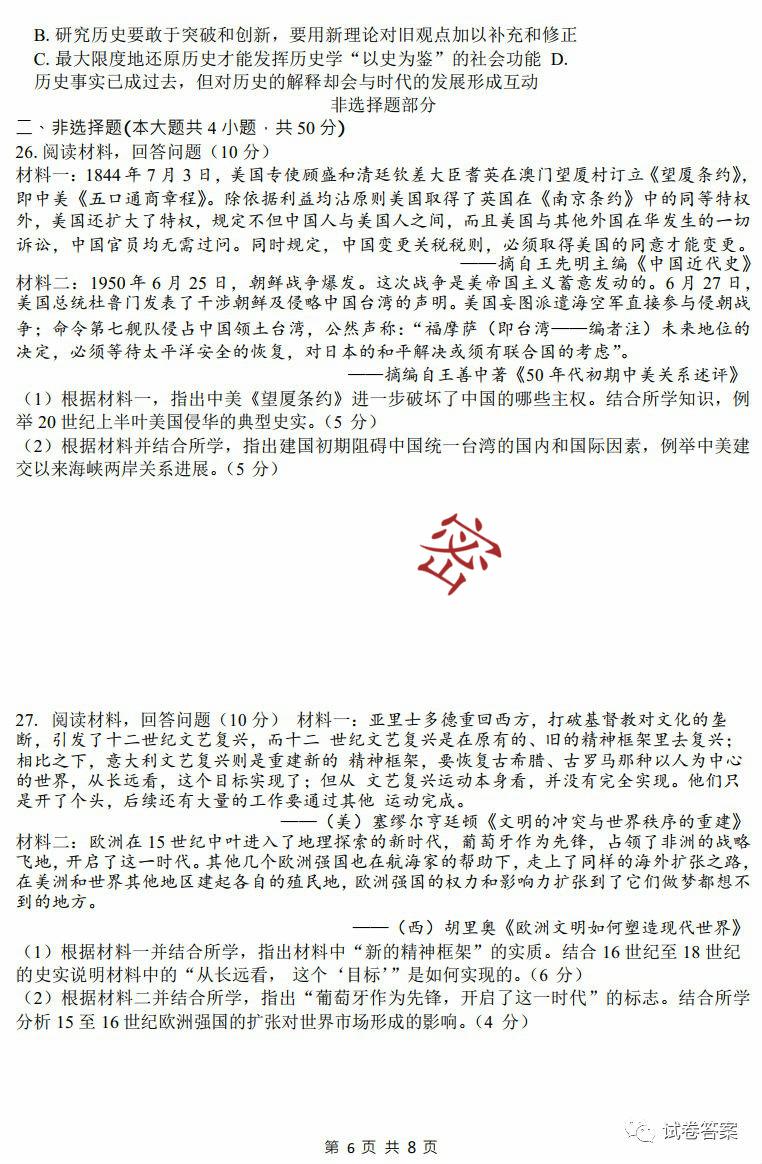 B. 研究历史要敢于突破和创新，要用新理论对旧观点加以补充和修正
C. 最大限度地还原历史才能发挥历史学“以史为鉴”的社会功能 D.
历史事实已成过去，但对历史的解释却会与时代的发展形成互动
非选择题部分
二、非选择题(本大题共 4 小题，共 50 分)
26. 阅读材料，回答问题（10 分）
材料一：1844 年 7 月 3 日，美国专使顾盛和清廷钦差大臣耆英在澳门望厦村订立《望厦条约》，
即中美《五口通商章程》。除依据利益均沾原则美国取得了英国在《南京条约》中的同等特权
外，美国还扩大了特权，规定不但中国人与美国人之间，而且美国与其他外国在华发生的一切
诉讼，中国官员均无需过问。同时规定，中国变更关税税则，必须取得美国的同意才能变更。
——摘自王先明主编《中国近代史》
材料二：1950 年 6 月 25 日，朝鲜战争爆发。这次战争是美帝国主义蓄意发动的。6 月 27 日，
美国总统杜鲁门发表了干涉朝鲜及侵略中国台湾的声明。美国妄图派遣海空军直接参与侵朝战
争；命令第七舰队侵占中国领土台湾，公然声称：“福摩萨（即台湾——编者注）未来地位的
决定，必须等待太平洋安全的恢复，对日本的和平解决或须有联合国的考虑”。
——摘编自王善中著《50 年代初期中美关系述评》
（1）根据材料一，指出中美《望厦条约》进一步破坏了中国的哪些主权。结合所学知识，例
举 20 世纪上半叶美国侵华的典型史实。（5 分）
（2）根据材料并结合所学，指出建国初期阻碍中国统一台湾的国内和国际因素，例举中美建
交以来海峡两岸关系进展。（5 分）
密
27. 阅读材料，回答问题（10 分） 材料一：亚里士多德重回西方，打破基督教对文化的垄
断，引发了十二世纪文艺复兴，而十二 世纪文艺复兴是在原有的、旧的精神框架里去复兴；
相比之下，意大利文艺复兴则是重建新的 精神框架，要恢复古希腊、古罗马那种以人为中心
的世界，从长远看，这个目标实现了；但从 文艺复兴运动本身看，并没有完全实现。他们只
是开了个头，后续还有大量的工作要通过其他 运动完成。
——（美）塞缪尔亨廷顿《文明的冲突与世界秩序的重建》
材料二：欧洲在 15 世纪中叶进入了地理探索的新时代，葡萄牙作为先锋，占领了非洲的战略
飞地，开启了这一时代。其他几个欧洲强国也在航海家的帮助下，走上了同样的海外扩张之路，
在美洲和世界其他地区建起各自的殖民地，欧洲强国的权力和影响力扩张到了它们做梦都想不
到的地方。
——（西）胡里奥《欧洲文明如何塑造现代世界》
（1）根据材料一并结合所学，指出材料中“新的精神框架”的实质。结合 16 世纪至 18 世纪
的史实说明材料中的“从长远看， 这个‘目标’”是如何实现的。（6 分）
（2）根据材料二并结合所学，指出“葡萄牙作为先锋，开启了这一时代”的标志。结合所学
分析 15 至 16 世纪欧洲强国的扩张对世界市场形成的影响。（4 分）
试卷答案
第 6 页 共 8 页